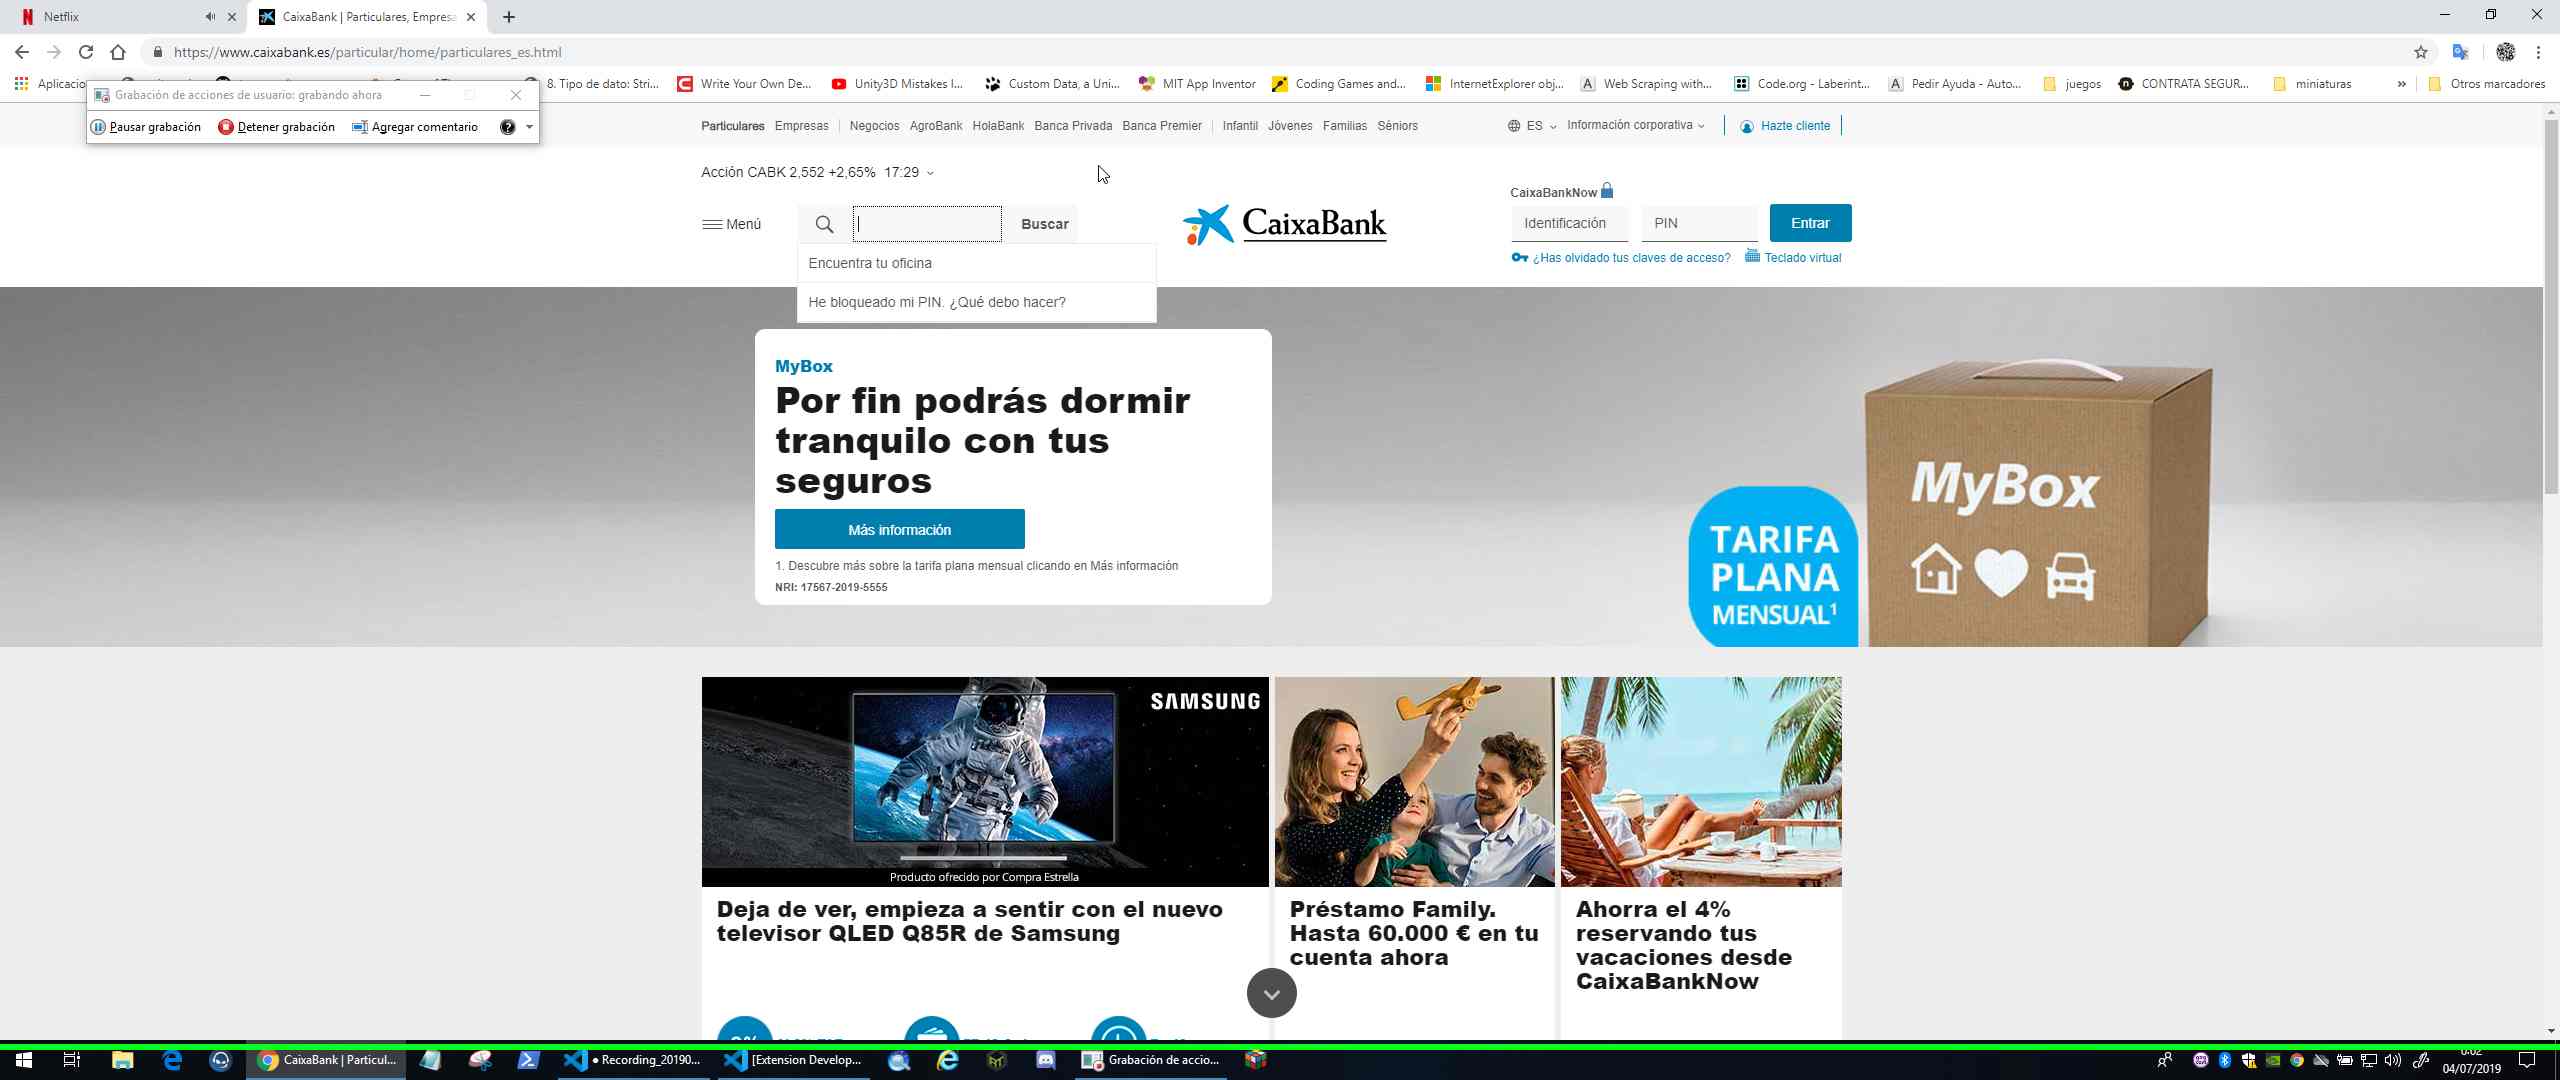 Netflix
CaixaBank | Particulares, Empresa
https://www.caixabank.es/particular/home/particulares_es.html
Aplicacio
8. Tipo de dato: Stri...
Write Your Own De...
Unity3D Mistakes I...
Custom Data, a Uni...
MIT App Inventor
Coding Games and...
InternetExplorer obj...
Web Scraping with...
Code.org - Laberint...
Pedir Ayuda - Auto...
juegos
CONTRATA SEGUR...
miniaturas
»
Otros marcadores
Grabación de acciones de usuario: grabando ahora
Pausar grabación
Detener grabación
Agregar comentario
Particulares Empresas Negocios AgroBank HolaBank Banca Privada Banca Premier Infantil Jóvenes Familias Séniors
ES
Información corporativa
Hazte cliente
Acción CABK 2,552 +2,65% 17:29
CaixaBankNow
Menú
Buscar
CaixaBank
Identificación
PIN
Entrar
¿Has olvidado tus claves de acceso?
Teclado virtual
Encuentra tu oficina
He bloqueado mi PIN. ¿Qué debo hacer?
MyBox
Por fin podrás dormir
tranquilo con tus
seguros
Más información
1. Descubre más sobre la tarifa plana mensual clicando en Más información
NRI: 17567-2019-5555
MyBox
TARIFA
PLANA
MENSUAL¹
SAMSUNG
Producto ofrecido por Compra Estrella
Deja de ver, empieza a sentir con el nuevo
televisor QLED Q85R de Samsung
Préstamo Family.
Hasta 60.000 € en tu
cuenta ahora
Ahorra el 4%
reservando tus
vacaciones desde
CaixaBankNow
CaixaBank | Particul...
● Recording_20190...
[Extension Develop...
Grabación de accio...
04/07/2019